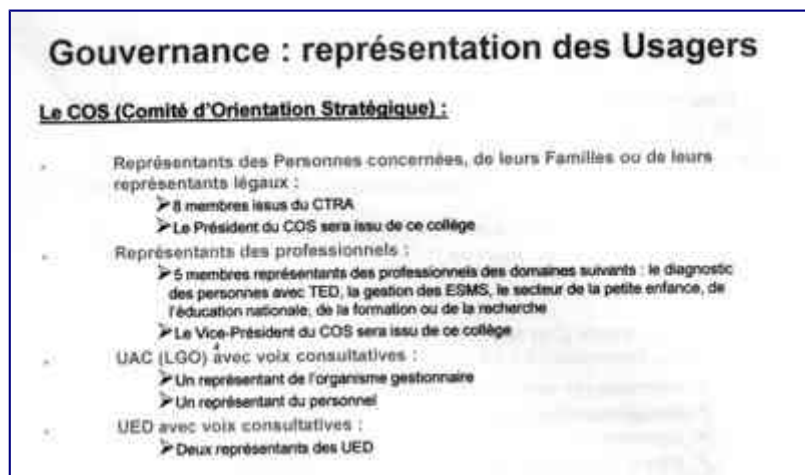 Gouvernance : représentation des Usagers
Le COS (Comité d'Orientation Stratégique) :
Représentants des Personnes concernées, de leurs Familles ou de leurs
représentants légaux :
➢ 8 membres issus du CTRA
➢ Le Président du COS sera issu de ce collège
Représentants des professionnels :
➢ 5 membres représentants des professionnels des domaines suivants : le diagnostic
des personnes avec TED, la gestion des ESMS, le secteur de la petite enfance, de
l'éducation nationale, de la formation ou de la recherche
➢ Le Vice-Président du COS sera issu de ce collège
UAC (LGO) avec voix consultatives :
➢ Un représentant de l'organisme gestionnaire
➢ Un représentant du personnel
UED avec voix consultatives :
➢ Deux représentants des UED